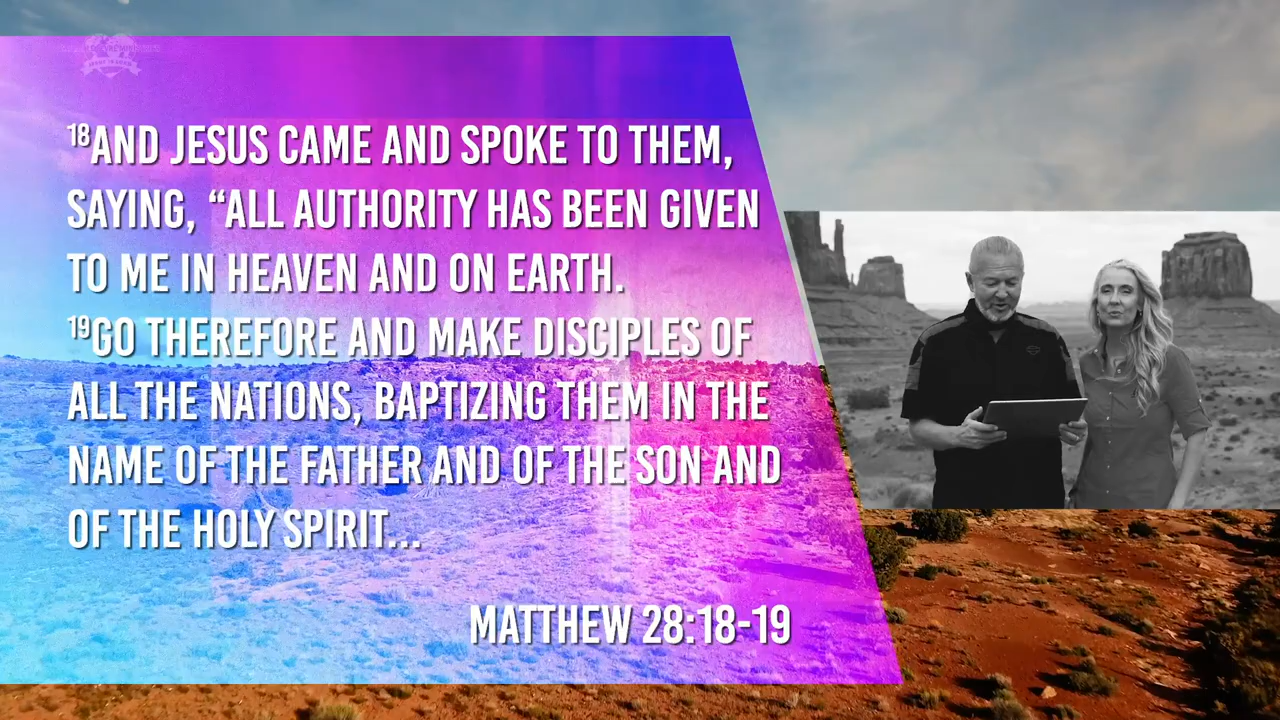 ¹⁸AND JESUS CAME AND SPOKE TO THEM,
SAYING, “ALL AUTHORITY HAS BEEN GIVEN
TO ME IN HEAVEN AND ON EARTH.
¹⁹GO THEREFORE AND MAKE DISCIPLES OF
ALL THE NATIONS, BAPTIZING THEM IN THE
NAME OF THE FATHER AND OF THE SON AND
OF THE HOLY SPIRIT...
MATTHEW 28:18-19